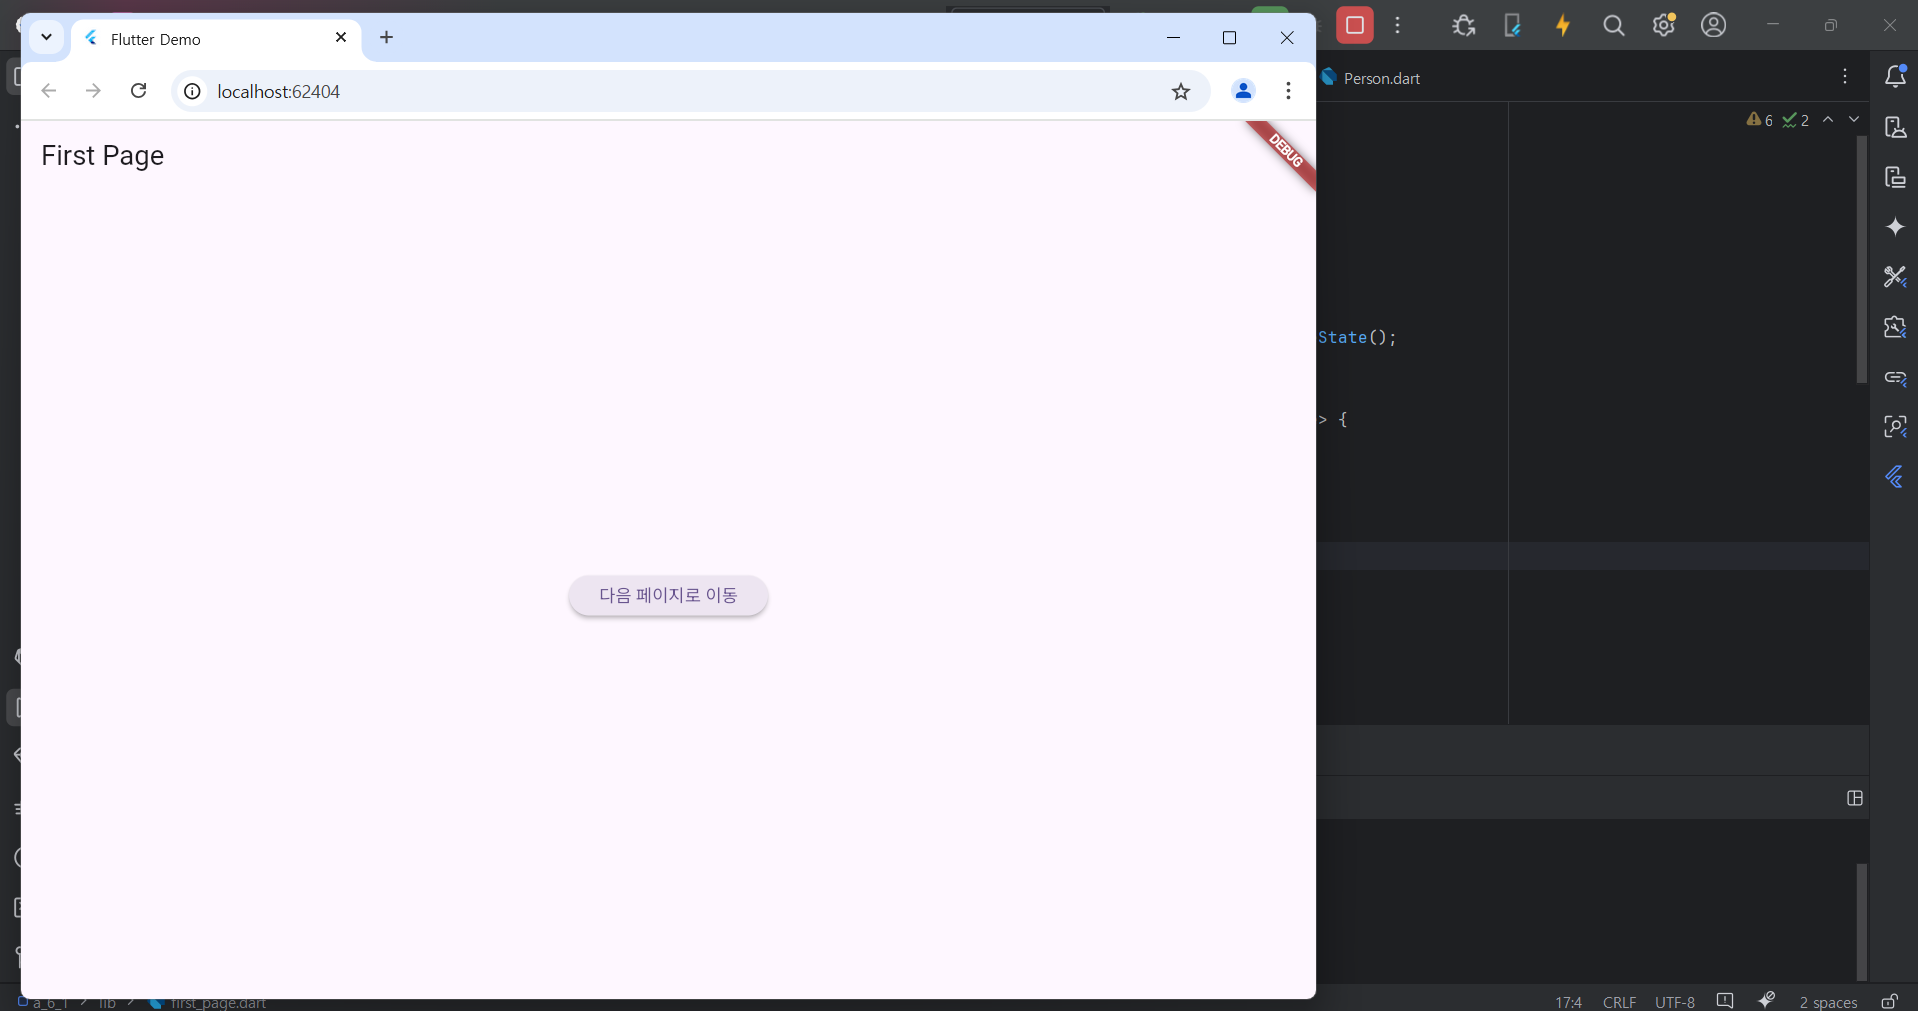 Flutter Demo
localhost:62404
First Page
DEBUG
다음 페이지로 이동
Person.dart
6 2
State();
> {
a_6_1 > lib > first_page.dart
17:4 CRLF UTF-8 2 spaces